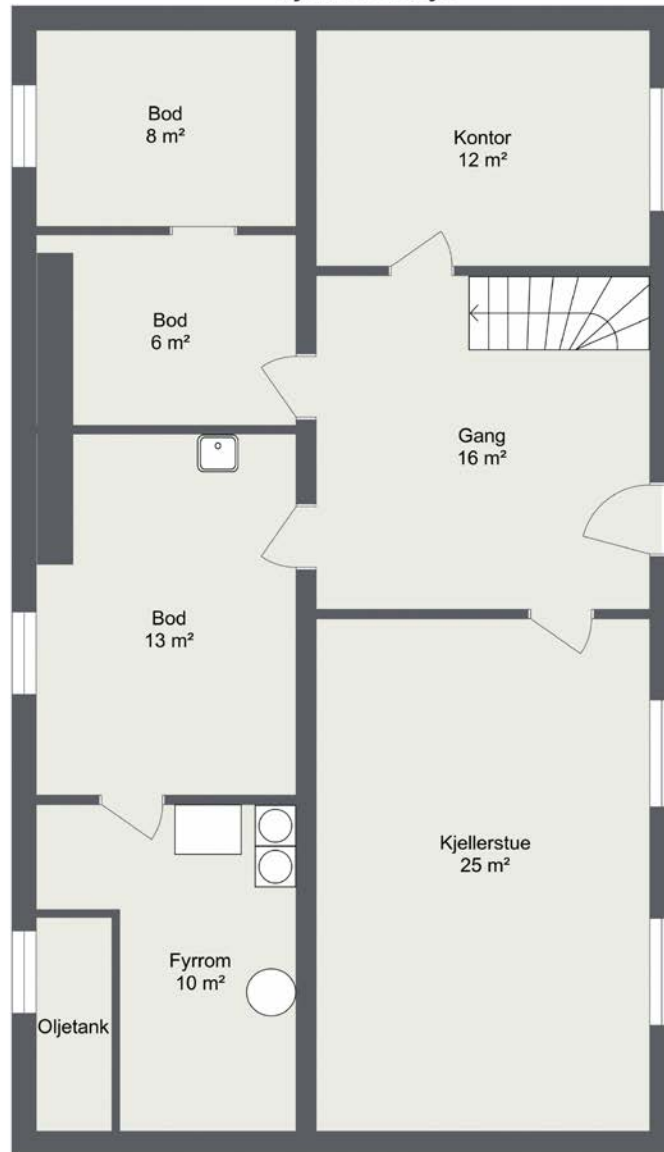 Bod
8 m²
Kontor
12 m²
Bod
6 m²
Gang
16 m²
Bod
13 m²
Kjellerstue
25 m²
Fyrrom
10 m²
Oljetank